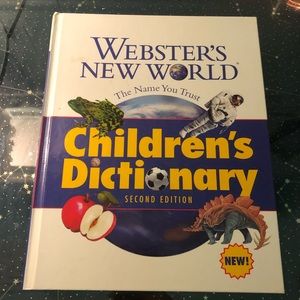 WEBSTER'S
NEW WORLD®
The Name You Trust
Children's
Dictionary
SECOND EDITION
NEW!